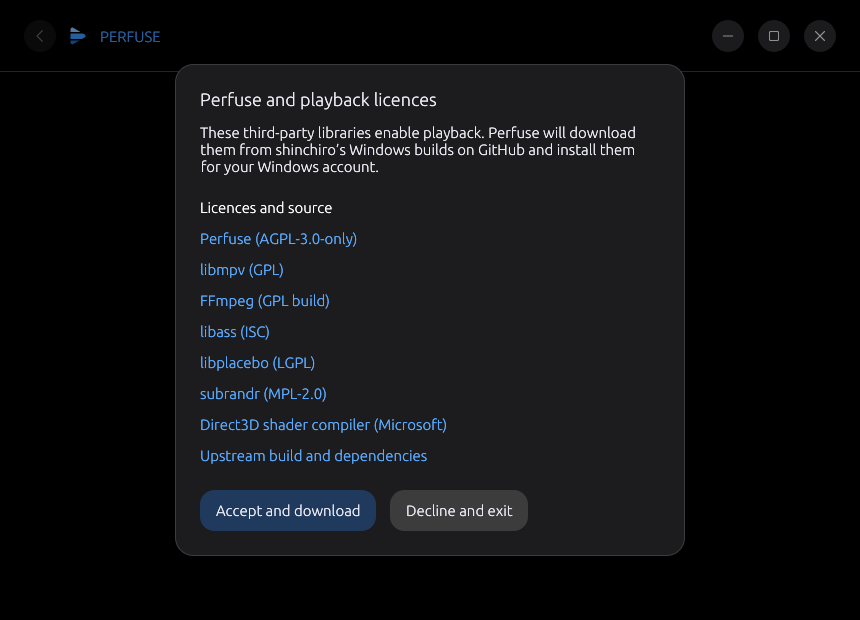 PERFUSE
Perfuse and playback licences
These third-party libraries enable playback. Perfuse will download
them from shinchiro’s Windows builds on GitHub and install them
for your Windows account.
Licences and source
Perfuse (AGPL-3.0-only)
libmpv (GPL)
FFmpeg (GPL build)
libass (ISC)
libplacebo (LGPL)
subrandr (MPL-2.0)
Direct3D shader compiler (Microsoft)
Upstream build and dependencies
Accept and download
Decline and exit